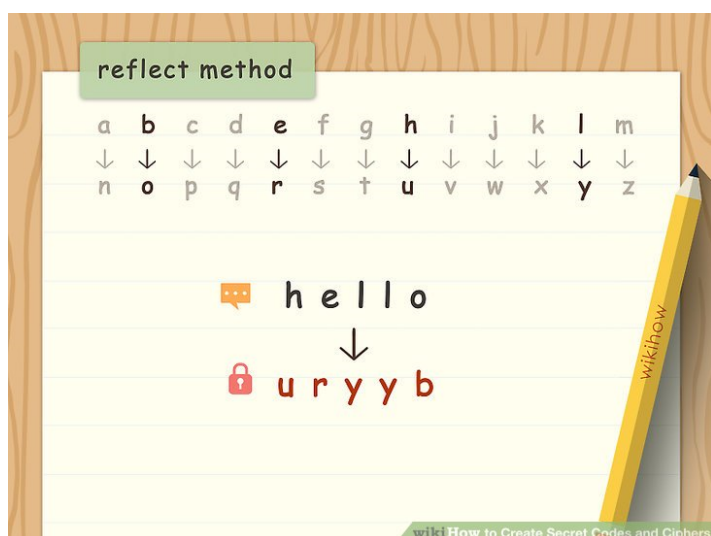 reflect method
a b c d e f g h i j k l m
n o p q r s t u v w x y z
h e l l o
u r y y b
wikihow
wikiHow to Create Secret Codes and Ciphers